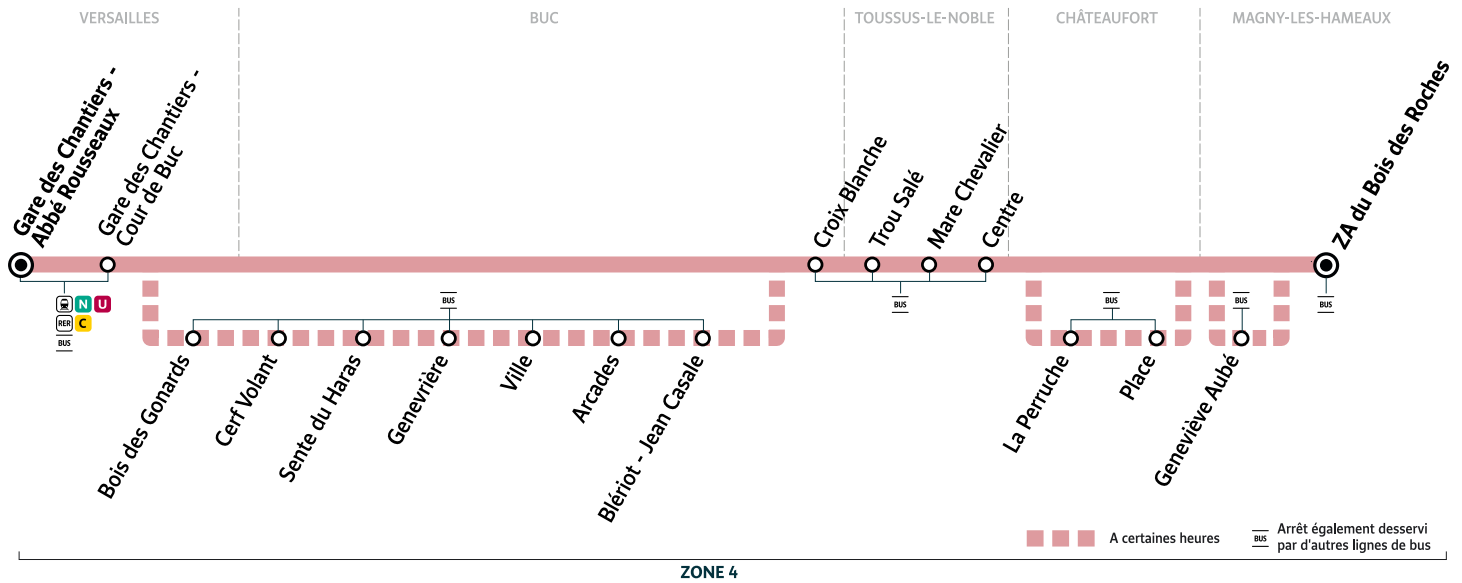 VERSAILLES
BUC
TOUSSUS-LE-NOBLE
CHÂTEAUFORT
MAGNY-LES-HAMEAUX
Gare des Chantiers -
Abbé Rousseaux
Gare des Chantiers -
Cour de Buc
Croix Blanche
Trou Salé
Mare Chevalier
Centre
ZA du Bois des Roches
N U
RER C
BUS
BUS
BUS
BUS
BUS
BUS
Bois des Gonards
Cerf Volant
Sente du Haras
Genevrière
Ville
Arcades
Blériot - Jean Casale
La Perruche
Place
Geneviève Aubé
A certaines heures
BUS
Arrêt également desservi
par d'autres lignes de bus
ZONE 4